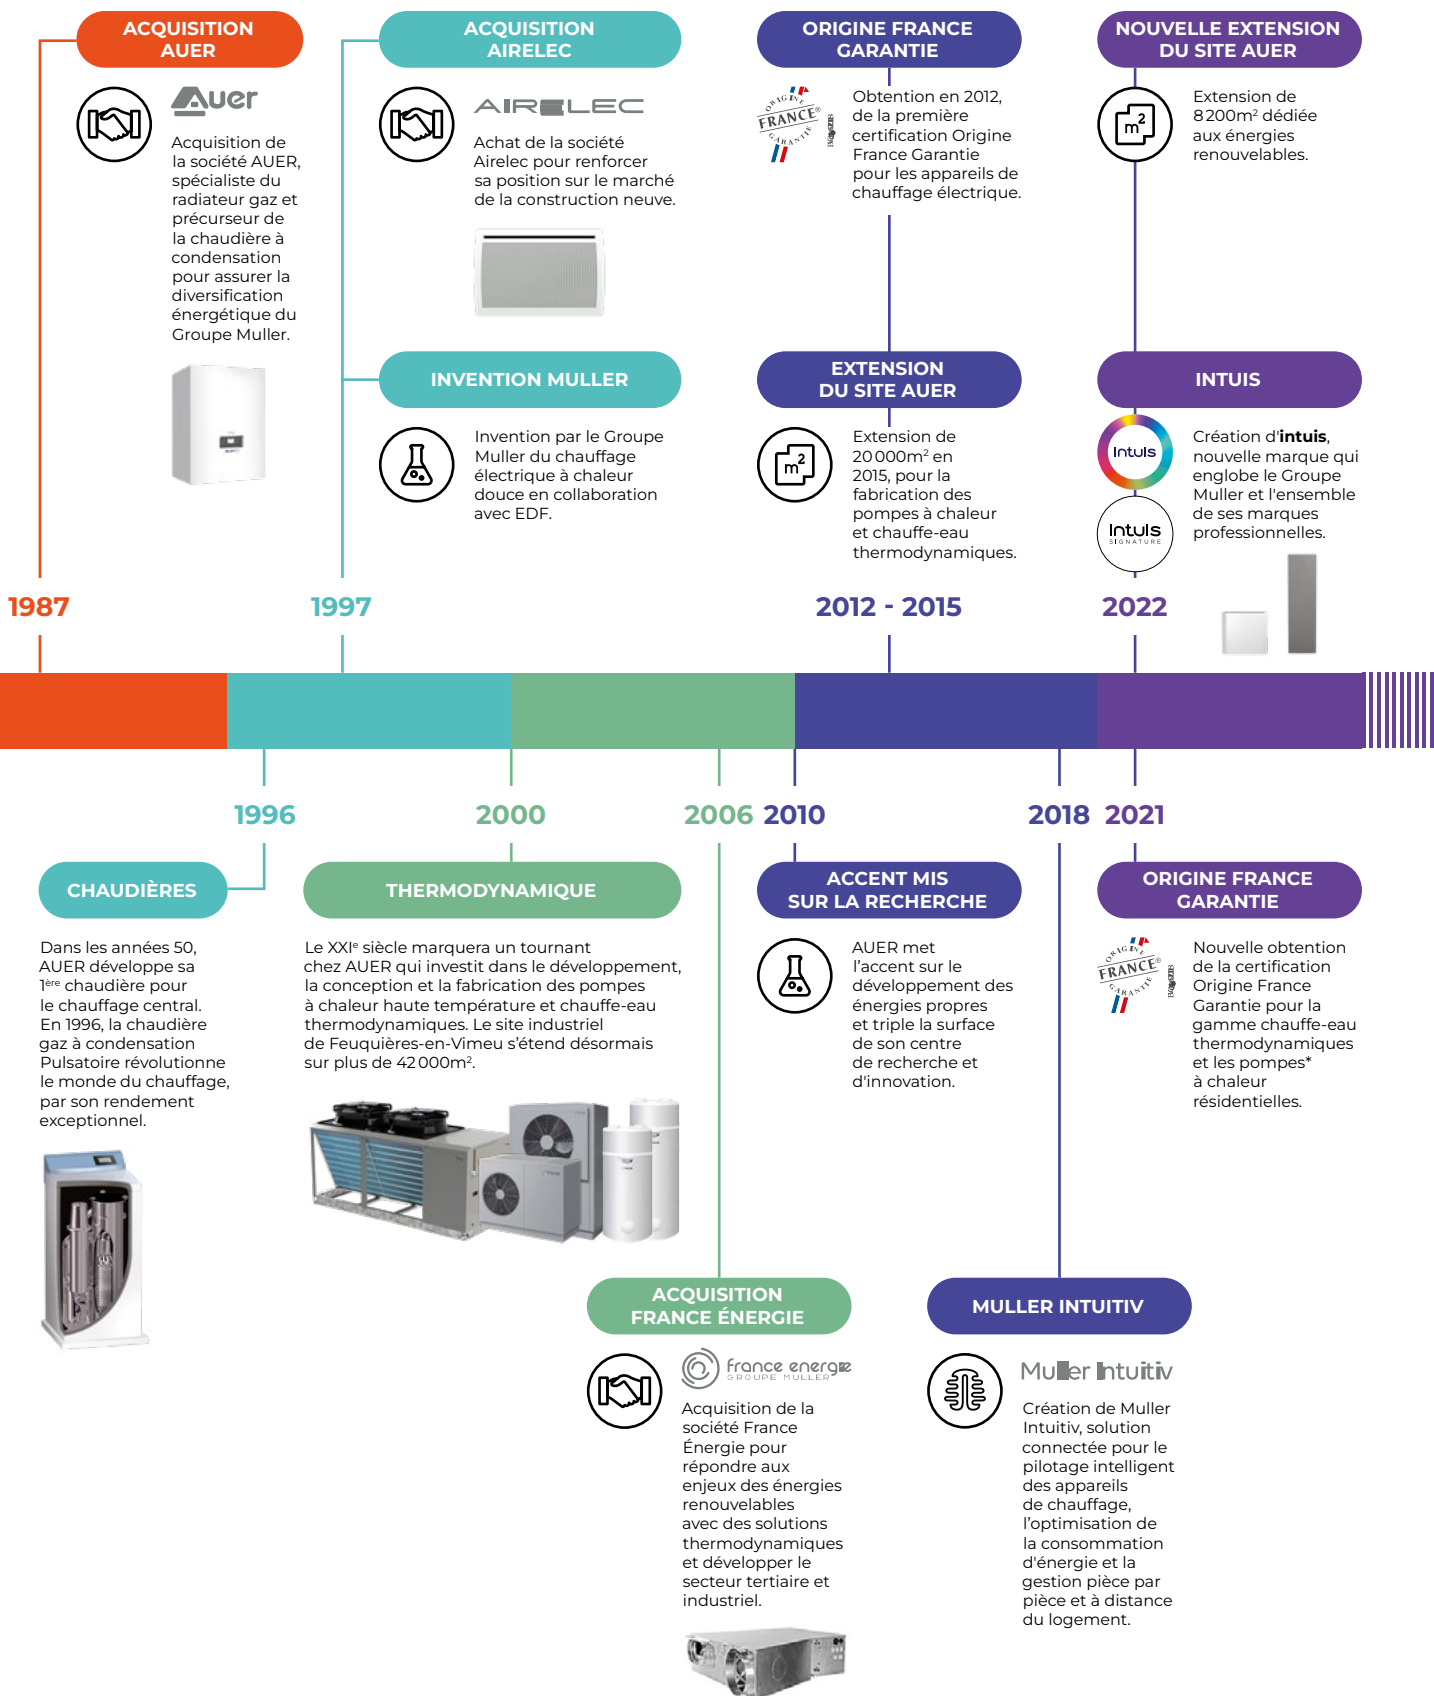 ACQUISITION
AUER
Auer
Acquisition de
la société AUER,
spécialiste du
radiateur gaz et
précurseur de
la chaudière à
condensation
pour assurer la
diversification
énergétique du
Groupe Muller.
1987
ACQUISITION
AIRELEC
AIRELEC
Achat de la société
Airelec pour renforcer
sa position sur le marché
de la construction neuve.
INVENTION MULLER
Invention par le Groupe
Muller du chauffage
électrique à chaleur
douce en collaboration
avec EDF.
1997
ORIGINE FRANCE
GARANTIE
ORIGINE
FRANCE®
GARANTIE
Obtention en 2012,
de la première
certification Origine
France Garantie
pour les appareils de
chauffage électrique.
EXTENSION
DU SITE AUER
m²
Extension de
20 000m² en
2015, pour la
fabrication des
pompes à chaleur
et chauffe-eau
thermodynamiques.
2012 - 2015
NOUVELLE EXTENSION
DU SITE AUER
m²
Extension de
8 200m² dédiée
aux énergies
renouvelables.
INTUIS
intuis
intuis
SIGNATURE
Création d'intuis,
nouvelle marque qui
englobe le Groupe
Muller et l'ensemble
de ses marques
professionnelles.
2022
1996
CHAUDIÈRES
Dans les années 50,
AUER développe sa
1ère chaudière pour
le chauffage central.
En 1996, la chaudière
gaz à condensation
Pulsatoire révolutionne
le monde du chauffage,
par son rendement
exceptionnel.
2000
THERMODYNAMIQUE
Le XXIe siècle marquera un tournant
chez AUER qui investit dans le développement,
la conception et la fabrication des pompes
à chaleur haute température et chauffe-eau
thermodynamiques. Le site industriel
de Feuquières-en-Vimeu s’étend désormais
sur plus de 42 000m².
2006
ACQUISITION
FRANCE ÉNERGIE
france energie
GROUPE MULLER
Acquisition de la
société France
Énergie pour
répondre aux
enjeux des énergies
renouvelables
avec des solutions
thermodynamiques
et développer le
secteur tertiaire et
industriel.
2010
ACCENT MIS
SUR LA RECHERCHE
AUER met
l’accent sur le
développement des
énergies propres
et triple la surface
de son centre
de recherche et
d'innovation.
2018
MULLER INTUITIV
Muller Intuitiv
Création de Muller
Intuitiv, solution
connectée pour le
pilotage intelligent
des appareils
de chauffage,
l’optimisation de
la consommation
d'énergie et la
gestion pièce par
pièce et à distance
du logement.
2021
ORIGINE FRANCE
GARANTIE
ORIGINE
FRANCE®
GARANTIE
Nouvelle obtention
de la certification
Origine France
Garantie pour la
gamme chauffe-eau
thermodynamiques
et les pompes*
à chaleur
résidentielles.